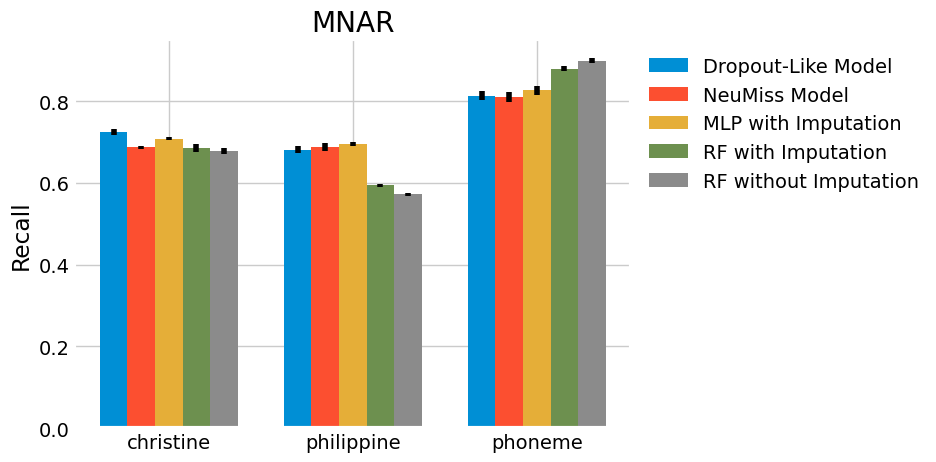 MNAR
Recall
0.8
0.6
0.4
0.2
0.0
christine
philippine
phoneme
Dropout-Like Model
NeuMiss Model
MLP with Imputation
RF with Imputation
RF without Imputation